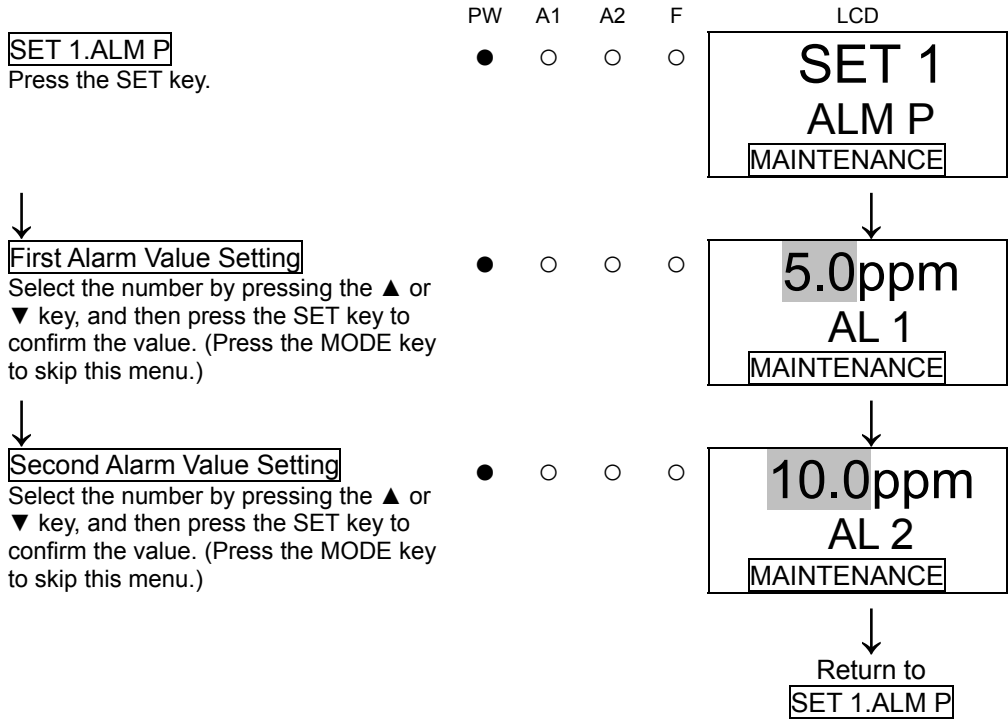 PW A1 A2 F LCD
SET 1.ALM P
Press the SET key.
● ○ ○ ○
SET 1
ALM P
MAINTENANCE
↓ ↓
First Alarm Value Setting
Select the number by pressing the ▲ or
▼ key, and then press the SET key to
confirm the value. (Press the MODE key
to skip this menu.)
● ○ ○ ○
5.0ppm
AL 1
MAINTENANCE
↓ ↓
Second Alarm Value Setting
Select the number by pressing the ▲ or
▼ key, and then press the SET key to
confirm the value. (Press the MODE key
to skip this menu.)
● ○ ○ ○
10.0ppm
AL 2
MAINTENANCE
↓
Return to
SET 1.ALM P